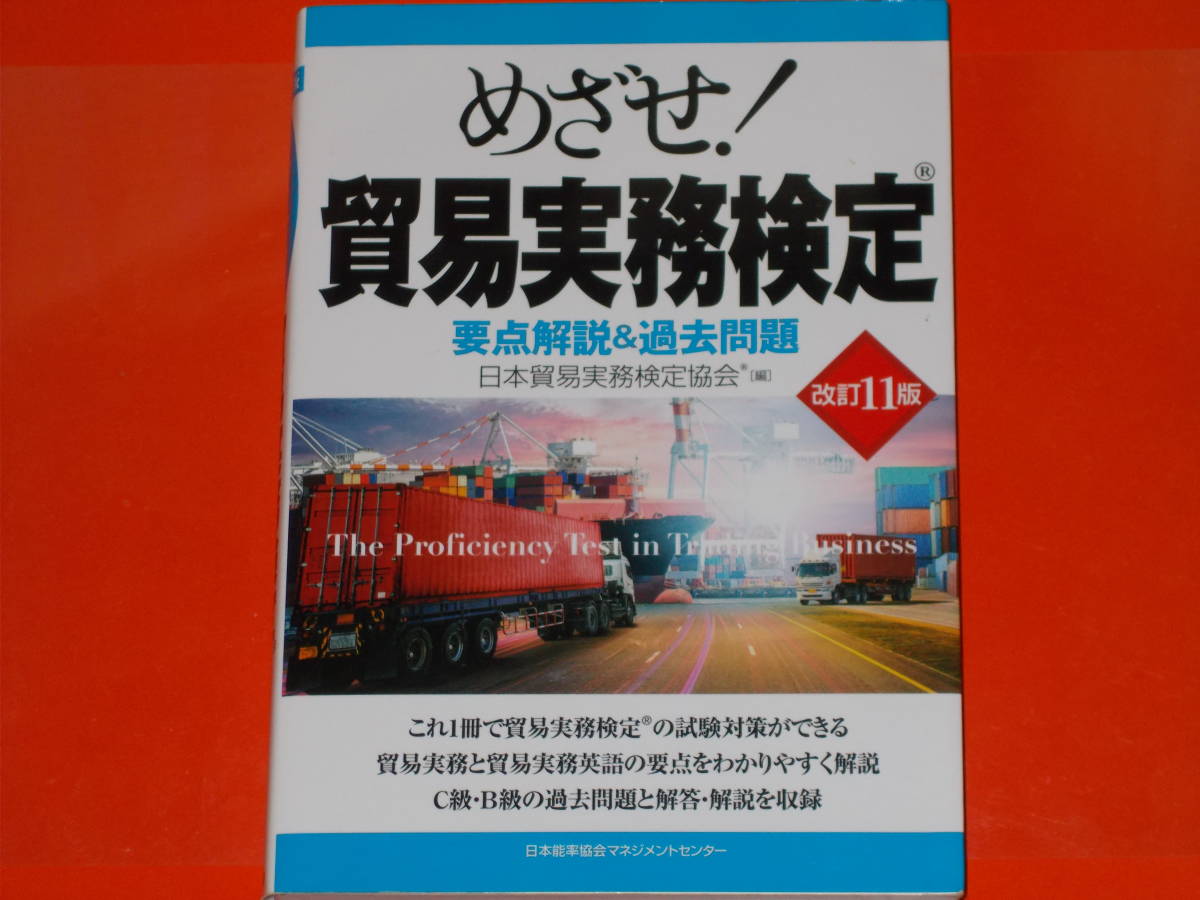 めざせ!
貿易実務検定®
要点解説&過去問題
日本貿易実務検定協会®[編]
改訂11版
The Proficiency Test in Trading Business
これ1冊で貿易実務検定®の試験対策ができる
貿易実務と貿易実務英語の要点をわかりやすく解説
C級・B級の過去問題と解答・解説を収録
日本能率協会マネジメントセンター